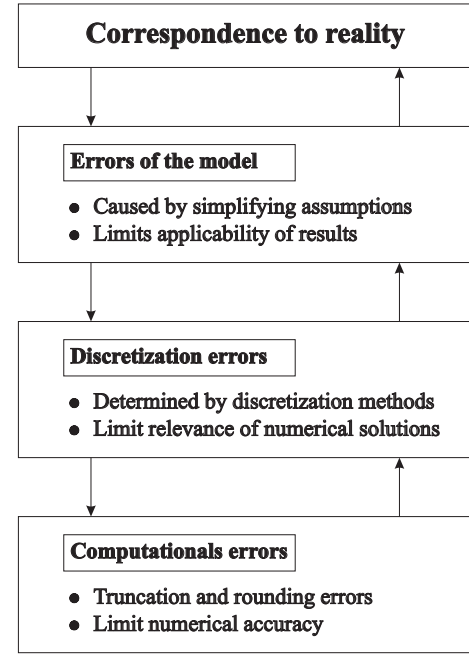 Correspondence to reality
Errors of the model
● Caused by simplifying assumptions
● Limits applicability of results
Discretization errors
● Determined by discretization methods
● Limit relevance of numerical solutions
Computationals errors
● Truncation and rounding errors
● Limit numerical accuracy